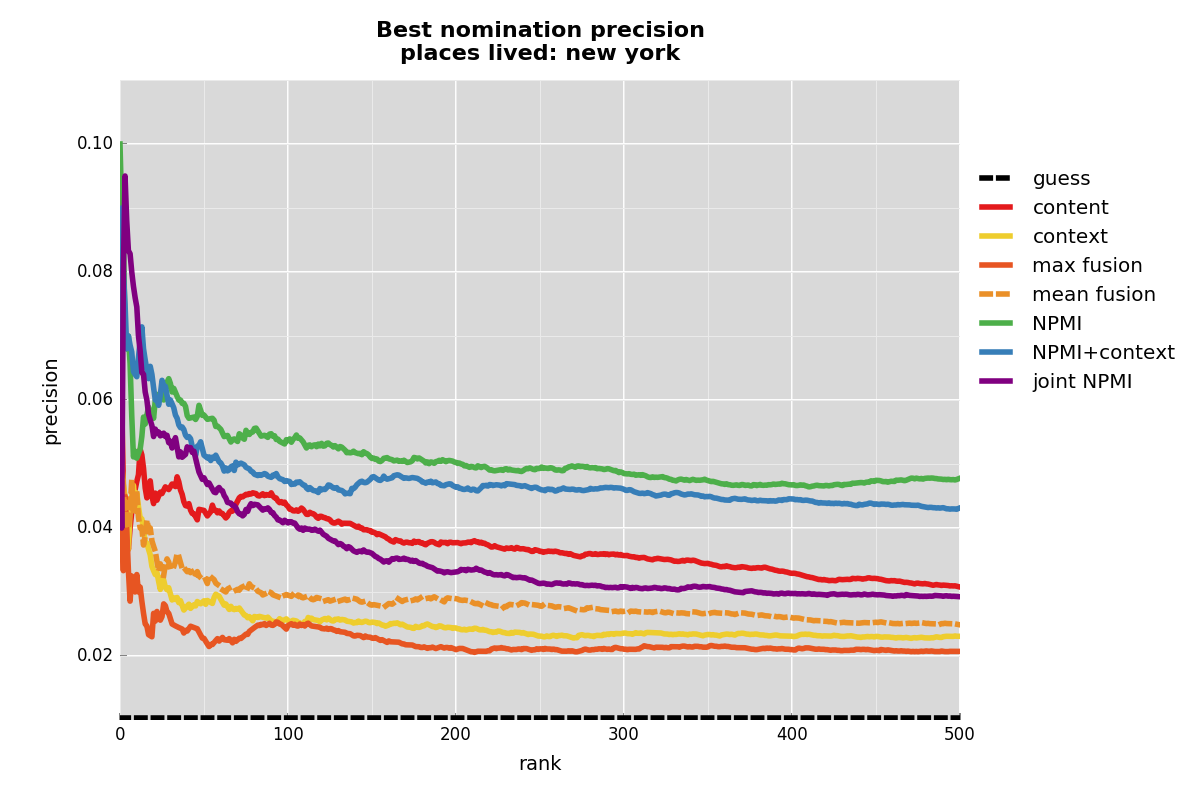 Best nomination precision
places lived: new york
precision
0.10
0.08
0.06
0.04
0.02
0
100
200
300
400
500
rank
guess
content
context
max fusion
mean fusion
NPMI
NPMI+context
joint NPMI